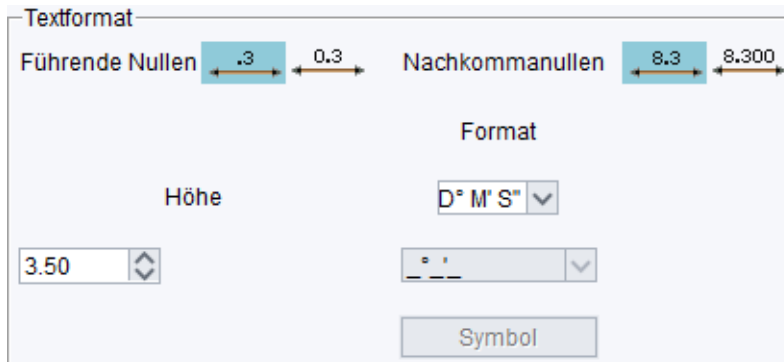 Textformat
Führende Nullen .3 0.3 Nachkommanullen 8.3 8.300
Format
Höhe D° M' S"
3.50 _°_'_
Symbol